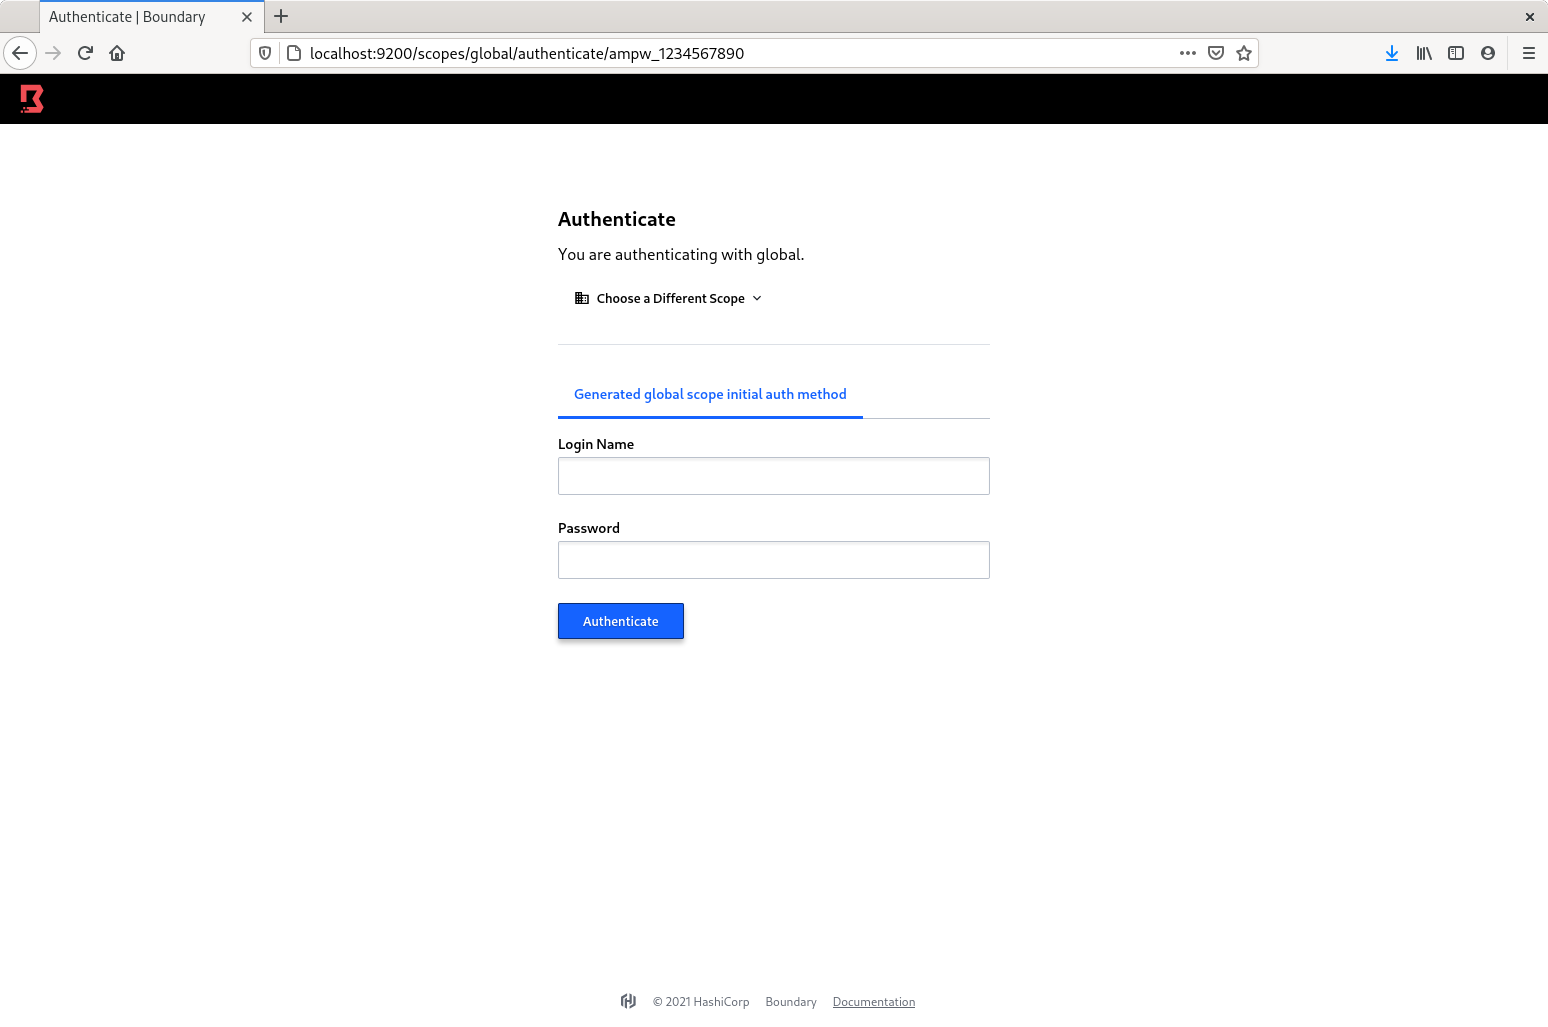 Authenticate | Boundary
localhost:9200/scopes/global/authenticate/ampw_1234567890
Authenticate
You are authenticating with global.
Choose a Different Scope
Generated global scope initial auth method
Login Name
Password
Authenticate
© 2021 HashiCorp Boundary Documentation